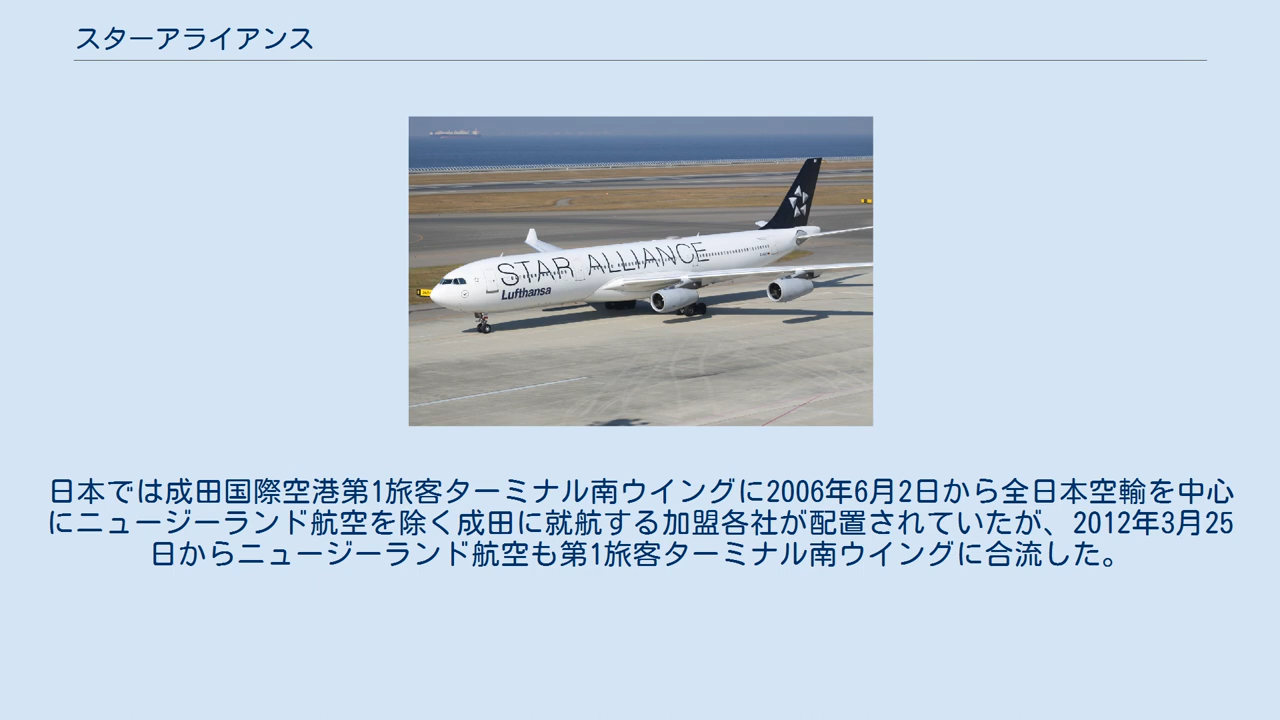 スターアライアンス
STAR ALLIANCE
Lufthansa
日本では成田国際空港第1旅客ターミナル南ウイングに2006年6月2日から全日本空輸を中心
にニュージーランド航空を除く成田に就航する加盟各社が配置されていたが、2012年3月25
日からニュージーランド航空も第1旅客ターミナル南ウイングに合流した。